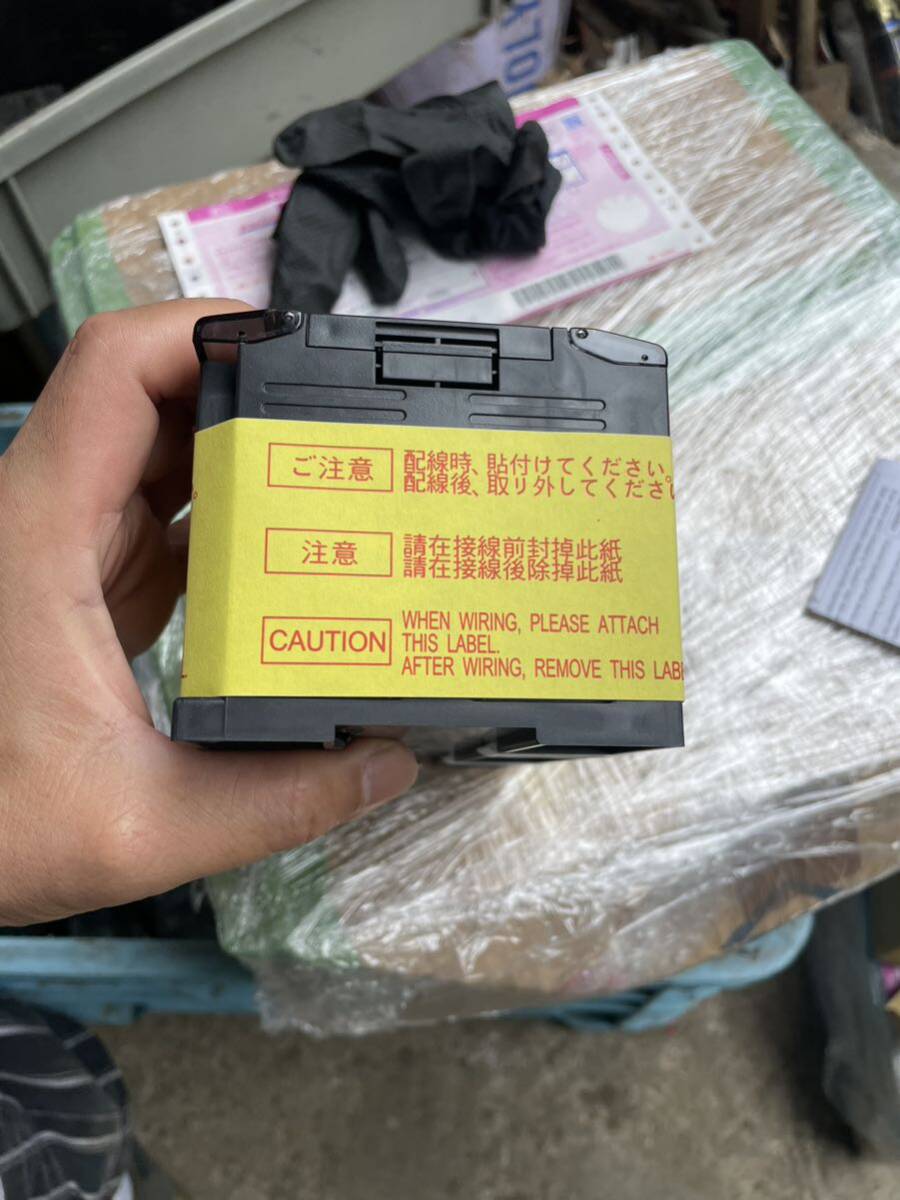 ご注意
配線時、貼付けてください。
配線後、取り外してくださ
注意
請在接線前封掉此紙
請在接線後除掉此紙
CAUTION
WHEN WIRING, PLEASE ATTACH
THIS LABEL.
AFTER WIRING, REMOVE THIS LAB